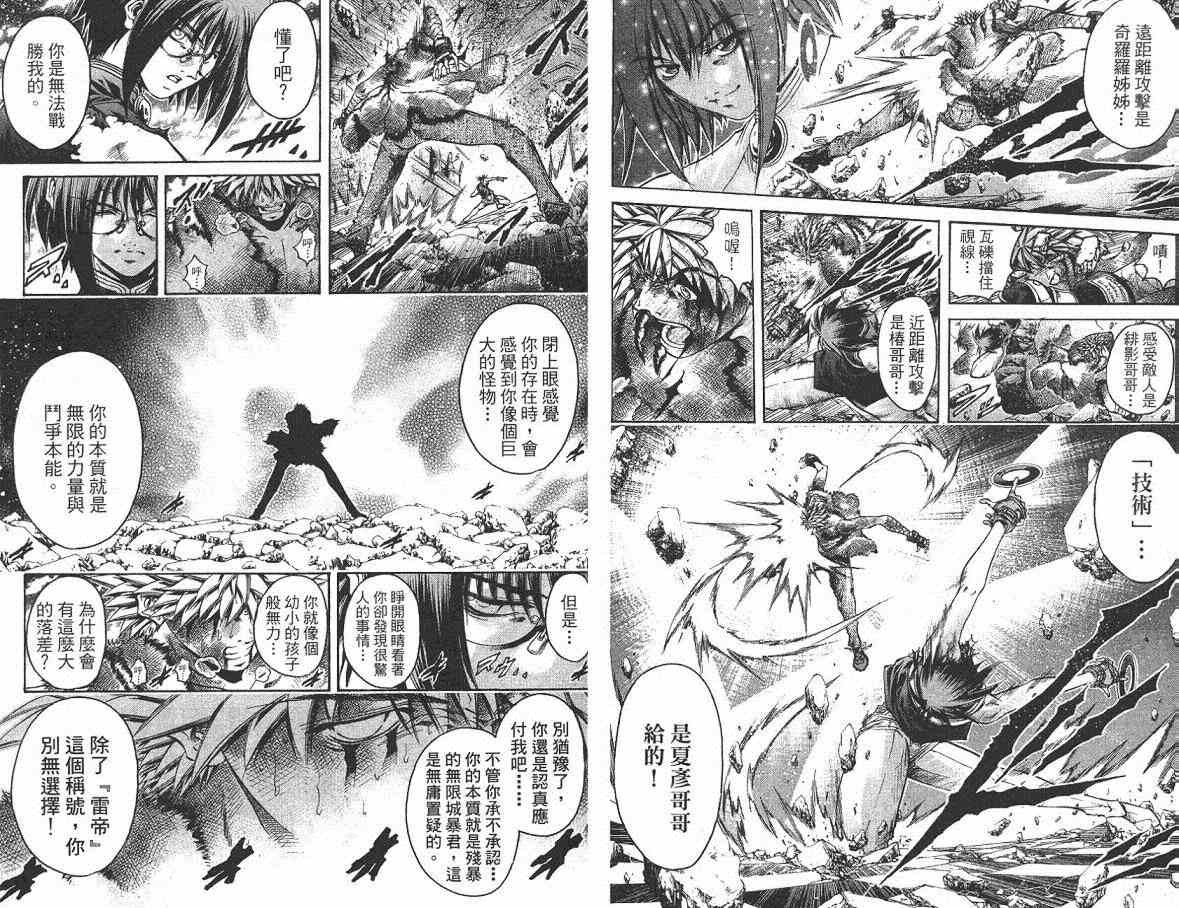 遠距離攻擊是
奇羅羅姊姊…
嘖！
瓦礫擋住
視線…
感受敵人是
緋影哥哥…
近距離攻擊
是椿哥哥…
嗚喔…
「技術」…
是夏彥哥哥
給的！
懂了吧？
你是無法戰
勝我的。
呼…
呼…
閉上眼感覺
你的存在時，會
感覺到你像個巨
大的怪物…
你的本質就是
無限的力量與
鬥爭本能。
但是…
睜開眼睛看著
你卻發現很驚
人的事情…
你就像個
幼小的孩子
般無力…
為什麼會
有這麼大
的落差？
別猶豫了，
你還是認真應
付我吧……
不管你承不承認…
你的本質就是殘暴
的無限城暴君，這
是無庸置疑的。
除了『雷帝』
這個稱號，你
別無選擇！